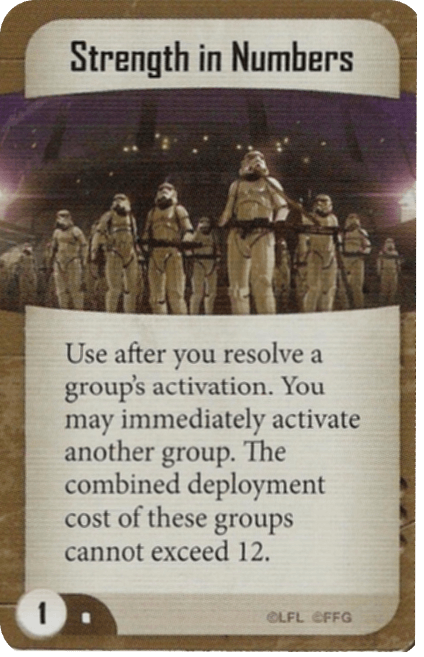 Strength in Numbers
Use after you resolve a
group's activation. You
may immediately activate
another group. The
combined deployment
cost of these groups
cannot exceed 12.
1
©LFL ©FFG